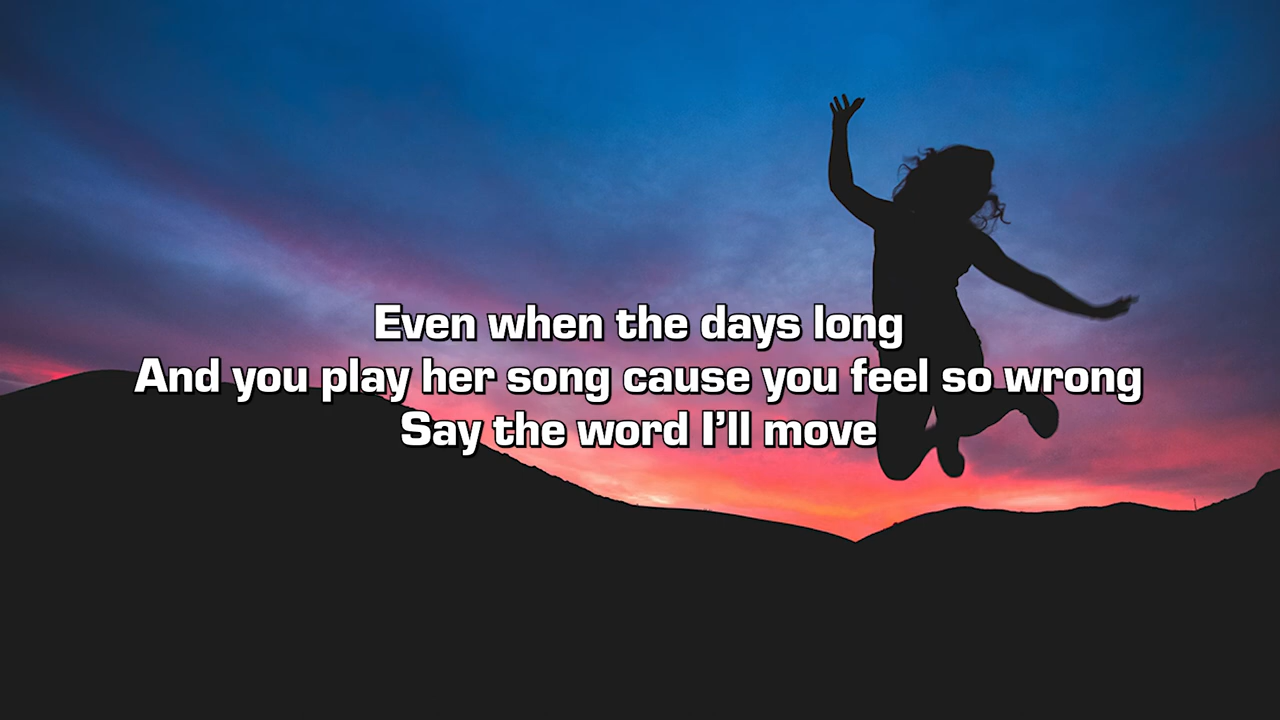 Even when the days long
And you play her song cause you feel so wrong
Say the word I’ll move